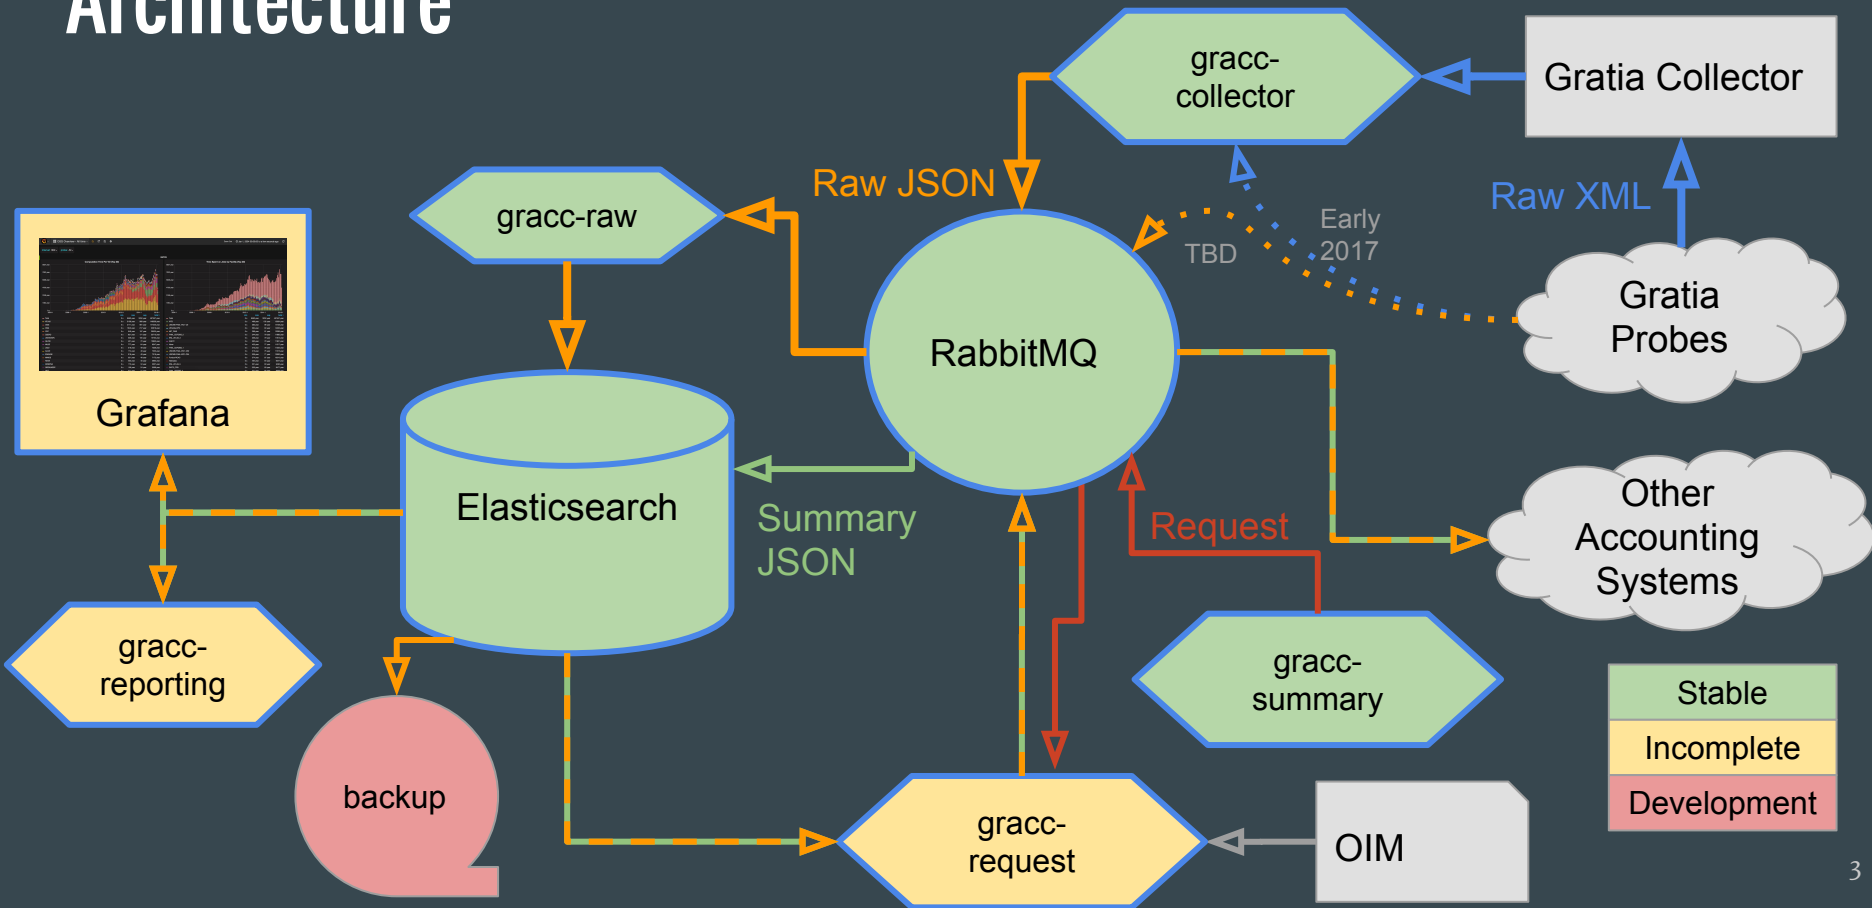 Architecture
gracc-
collector
Gratia Collector
Raw JSON
Raw XML
gracc-raw
Early
2017
TBD
Gratia
Probes
RabbitMQ
Grafana
Elasticsearch
Summary
JSON
Request
Other
Accounting
Systems
gracc-
reporting
gracc-
summary
Stable
Incomplete
Development
backup
gracc-
request
OIM
3